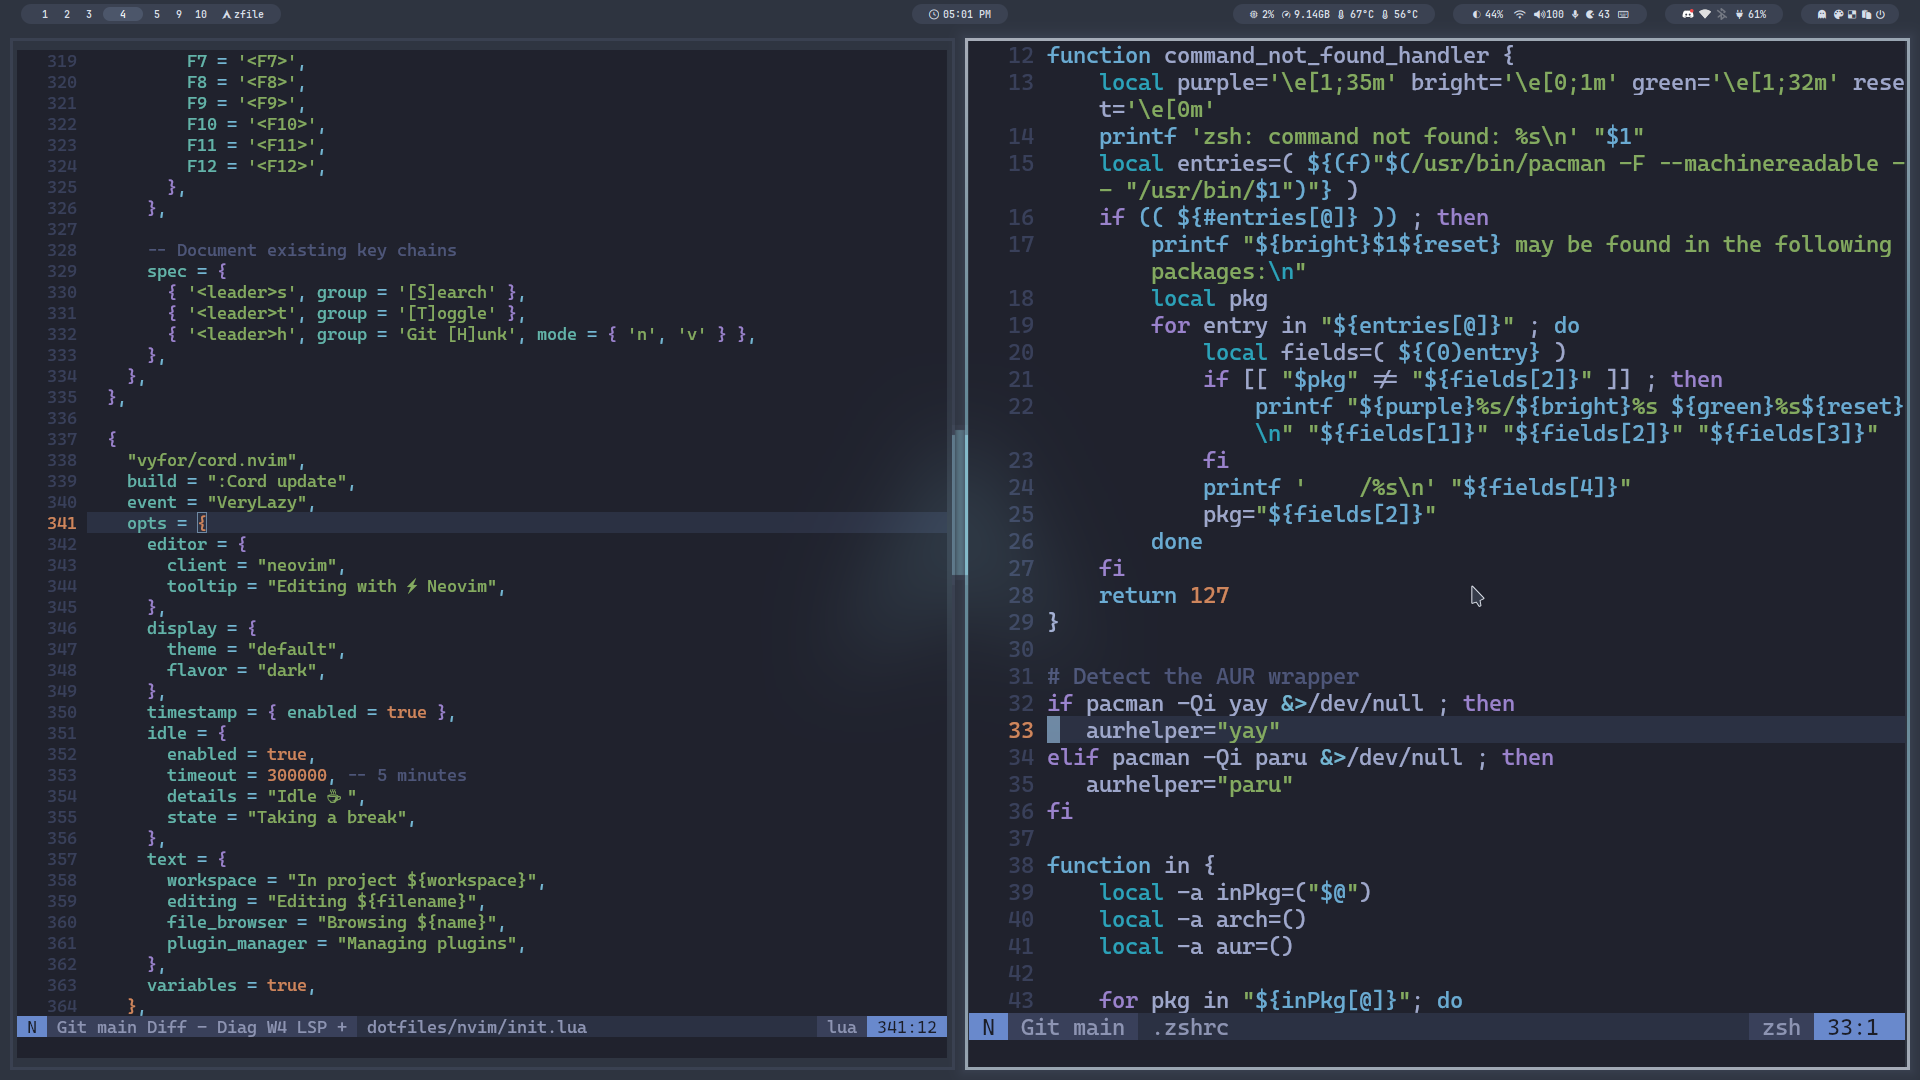 1 2 3 4 5 9 10 zfile
05:01 PM
2% 9.14GB 67°C 56°C
44% 100 43
61%
319 F7 = '<F7>',
320 F8 = '<F8>',
321 F9 = '<F9>',
322 F10 = '<F10>',
323 F11 = '<F11>',
324 F12 = '<F12>',
325 },
326 },
327
328 -- Document existing key chains
329 spec = {
330 { '<leader>s', group = '[S]earch' },
331 { '<leader>t', group = '[T]oggle' },
332 { '<leader>h', group = 'Git [H]unk', mode = { 'n', 'v' } },
333 },
334 },
335 },
336
337 {
338 "vyfor/cord.nvim",
339 build = ":Cord update",
340 event = "VeryLazy",
341 opts = {
342 editor = {
343 client = "neovim",
344 tooltip = "Editing with ⚡ Neovim",
345 },
346 display = {
347 theme = "default",
348 flavor = "dark",
349 },
350 timestamp = { enabled = true },
351 idle = {
352 enabled = true,
353 timeout = 300000, -- 5 minutes
354 details = "Idle ☕ ",
355 state = "Taking a break",
356 },
357 text = {
358 workspace = "In project ${workspace}",
359 editing = "Editing ${filename}",
360 file_browser = "Browsing ${name}",
361 plugin_manager = "Managing plugins",
362 },
363 variables = true,
364 },
N Git main Diff - Diag W4 LSP + dotfiles/nvim/init.lua lua 341:12
12 function command_not_found_handler {
13 local purple='\e[1;35m' bright='\e[0;1m' green='\e[1;32m' rese
t='\e[0m'
14 printf 'zsh: command not found: %s\n' "$1"
15 local entries=( ${(f)"$(/usr/bin/pacman -F --machinereadable -
- "/usr/bin/$1")"} )
16 if (( ${#entries[@]} )) ; then
17 printf "${bright}$1${reset} may be found in the following
packages:\n"
18 local pkg
19 for entry in "${entries[@]}" ; do
20 local fields=( ${(0)entry} )
21 if [[ "$pkg" != "${fields[2]}" ]] ; then
22 printf "${purple}%s/${bright}%s ${green}%s${reset}
\n" "${fields[1]}" "${fields[2]}" "${fields[3]}"
23 fi
24 printf '    /%s\n' "${fields[4]}"
25 pkg="${fields[2]}"
26 done
27 fi
28 return 127
29 }
30
31 # Detect the AUR wrapper
32 if pacman -Qi yay &>/dev/null ; then
33 aurhelper="yay"
34 elif pacman -Qi paru &>/dev/null ; then
35 aurhelper="paru"
36 fi
37
38 function in {
39 local -a inPkg=("$@")
40 local -a arch=()
41 local -a aur=()
42
43 for pkg in "${inPkg[@]}"; do
N Git main .zshrc zsh 33:1